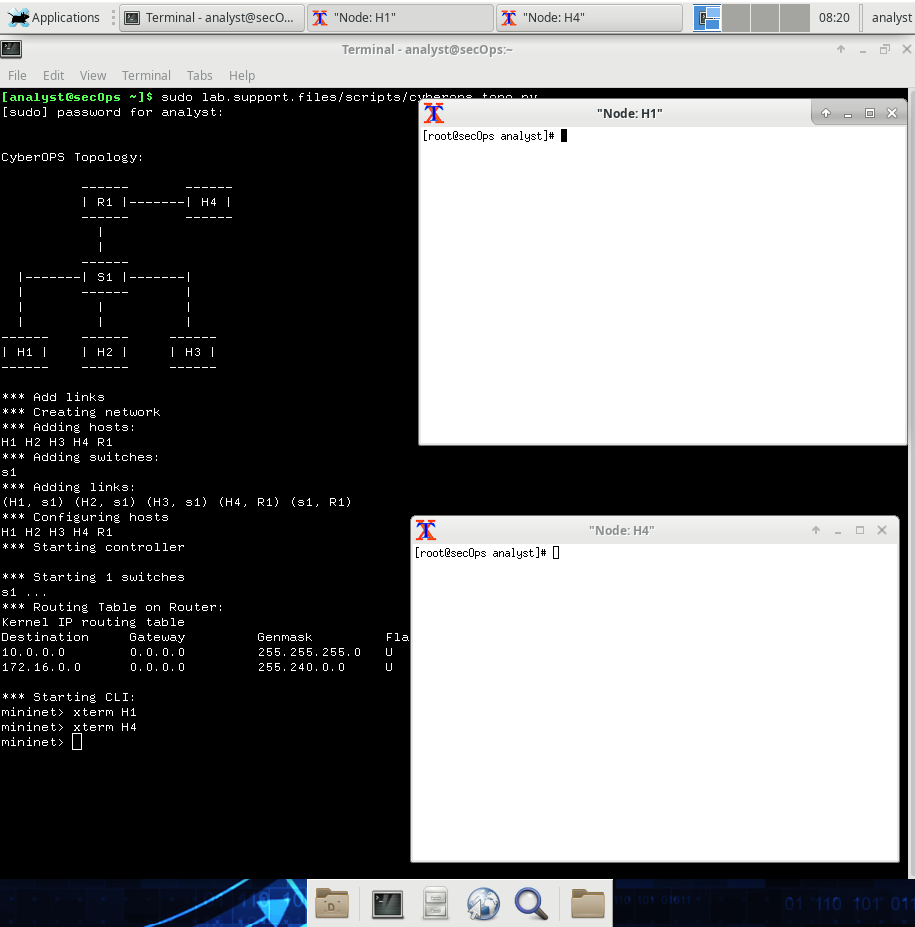 Applications
Terminal - analyst@secO...
"Node: H1"
"Node: H4"
08:20
analyst
Terminal - analyst@secOps:~
File Edit View Terminal Tabs Help
[analyst@secOps ~]$ sudo lab.support.files/scripts/cyberops_topo.py
[sudo] password for analyst:
CyberOPS Topology:
------       ------
| R1 |-------| H4 |
------       ------
|
|
------
|-------| S1 |-------|
|       ------       |
|         |          |
|         |          |
------    ------     ------
| H1 |    | H2 |     | H3 |
------    ------     ------
*** Add links
*** Creating network
*** Adding hosts:
H1 H2 H3 H4 R1
*** Adding switches:
s1
*** Adding links:
(H1, s1) (H2, s1) (H3, s1) (H4, R1) (s1, R1)
*** Configuring hosts
H1 H2 H3 H4 R1
*** Starting controller
*** Starting 1 switches
s1 ...
*** Routing Table on Router:
Kernel IP routing table
Destination     Gateway         Genmask         Fla
10.0.0.0        0.0.0.0         255.255.255.0   U
172.16.0.0      0.0.0.0         255.240.0.0     U
*** Starting CLI:
mininet> xterm H1
mininet> xterm H4
mininet>
"Node: H1"
[root@secOps analyst]#
"Node: H4"
[root@secOps analyst]#